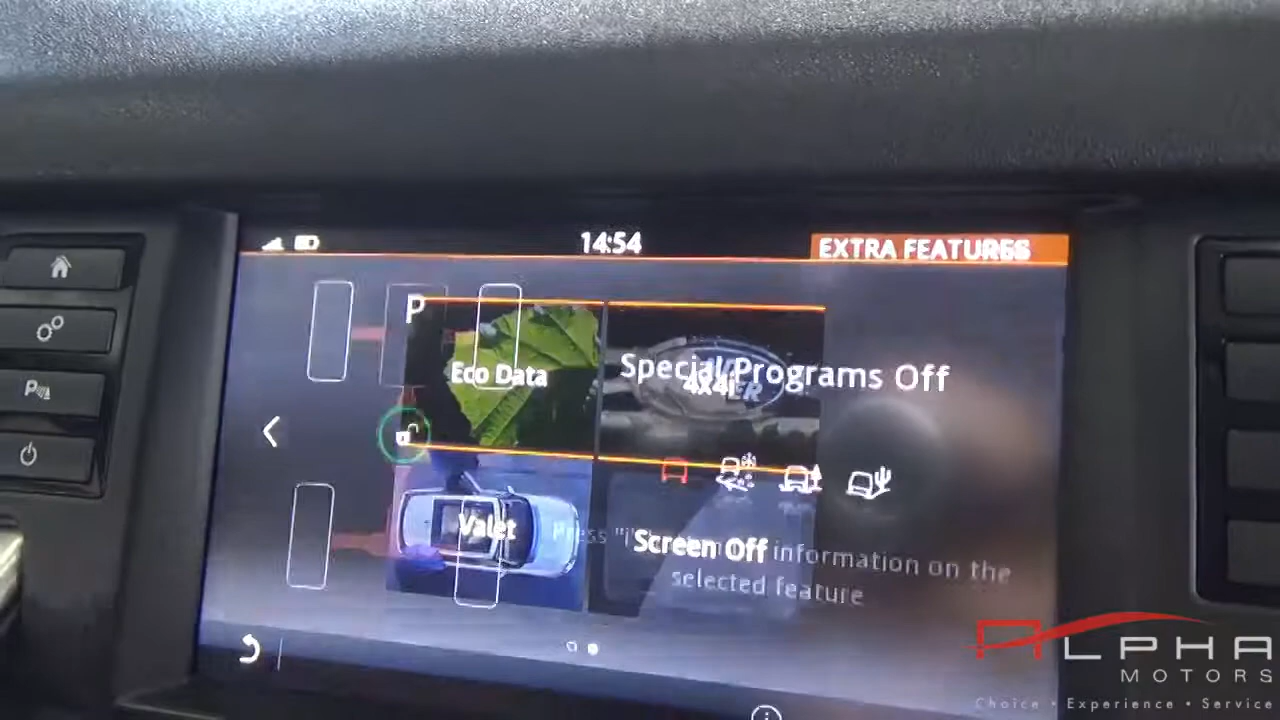 14:54
EXTRA FEATURES
P
Eco Data
Special Programs Off
4x4i
Valet
Press "i"
Screen Off
information on the
selected feature
P
ALPHA
MOTORS
Choice • Experience • Service